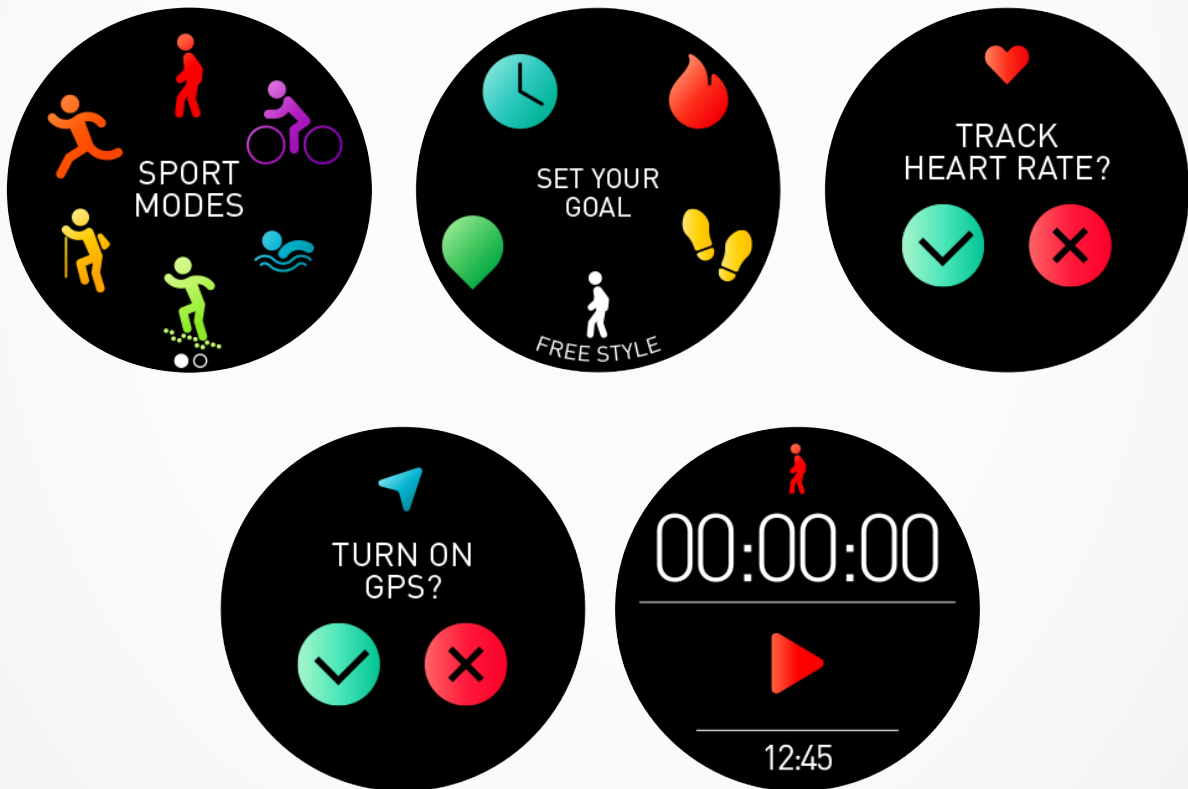 SPORT
MODES
SET YOUR
GOAL
FREE STYLE
TRACK
HEART RATE?
TURN ON
GPS?
00:00:00
12:45